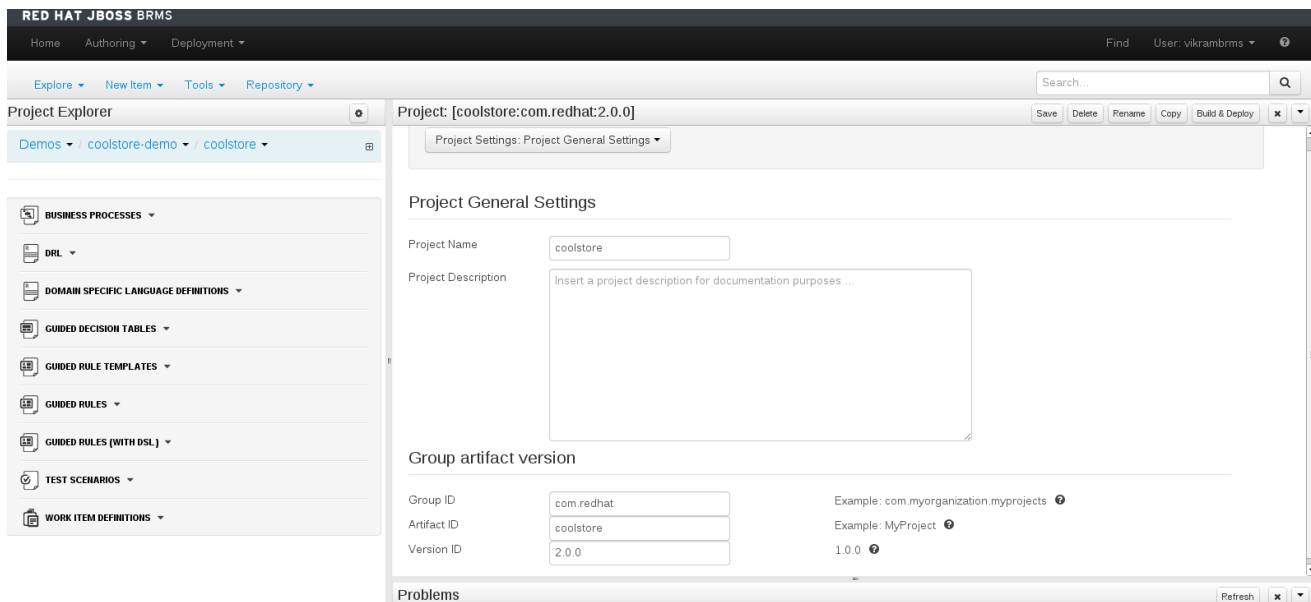 RED HAT JBOSS BRMS
Home Authoring Deployment Find User: vikrambrms
Explore New Item Tools Repository Search...
Project Explorer
Demos / coolstore-demo / coolstore
BUSINESS PROCESSES
DRL
DOMAIN SPECIFIC LANGUAGE DEFINITIONS
GUIDED DECISION TABLES
GUIDED RULE TEMPLATES
GUIDED RULES
GUIDED RULES (WITH DSL)
TEST SCENARIOS
WORK ITEM DEFINITIONS
Project: [coolstore:com.redhat:2.0.0] Save Delete Rename Copy Build & Deploy
Project Settings: Project General Settings
Project General Settings
Project Name coolstore
Project Description Insert a project description for documentation purposes ...
Group artifact version
Group ID com.redhat Example: com.myorganization.myprojects
Artifact ID coolstore Example: MyProject
Version ID 2.0.0 1.0.0
Problems Refresh